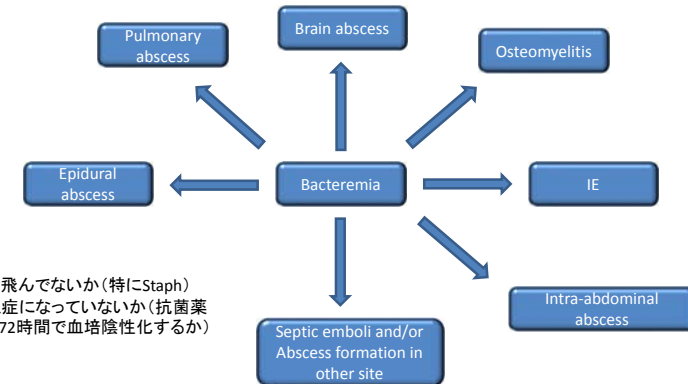 Brain abscess
Pulmonary
abscess
Osteomyelitis
Epidural
abscess
Bacteremia
IE
飛んでないか（特にStaph）
症になっていないか（抗菌薬
72時間で血培陰性化するか）
Intra-abdominal
abscess
Septic emboli and/or
Abscess formation in
other site